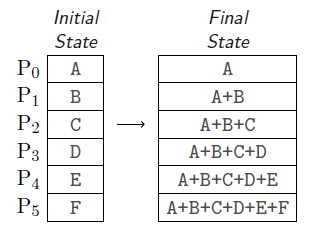 Initial State Final State
P0 A A
P1 B A+B
P2 C A+B+C
P3 D A+B+C+D
P4 E A+B+C+D+E
P5 F A+B+C+D+E+F